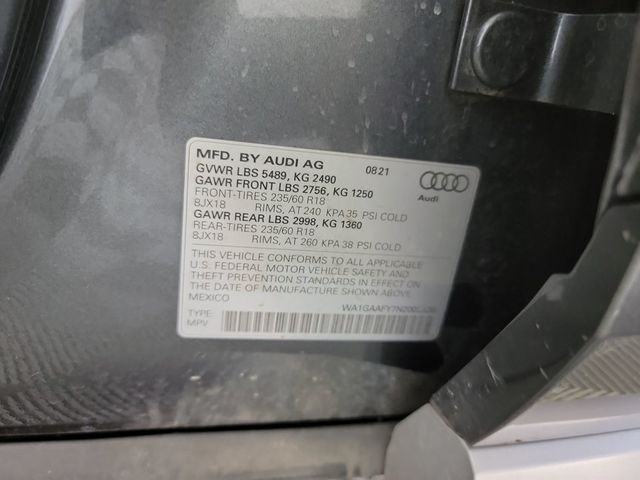 MFD. BY AUDI AG 08 21
GVWR LBS 5489, KG 2490
GAWR FRONT LBS 2756, KG 1250
FRONT-TIRES 235/60 R18
8JX18 RIMS, AT 240 KPA 35 PSI COLD
GAWR REAR LBS 2998, KG 1360
REAR-TIRES 235/60 R18
8JX18 RIMS, AT 260 KPA 38 PSI COLD
Audi
THIS VEHICLE CONFORMS TO ALL APPLICABLE
U.S. FEDERAL MOTOR VEHICLE SAFETY AND
THEFT PREVENTION STANDARDS IN EFFECT ON
THE DATE OF MANUFACTURE SHOWN ABOVE.
MEXICO
TYPE:
MPV